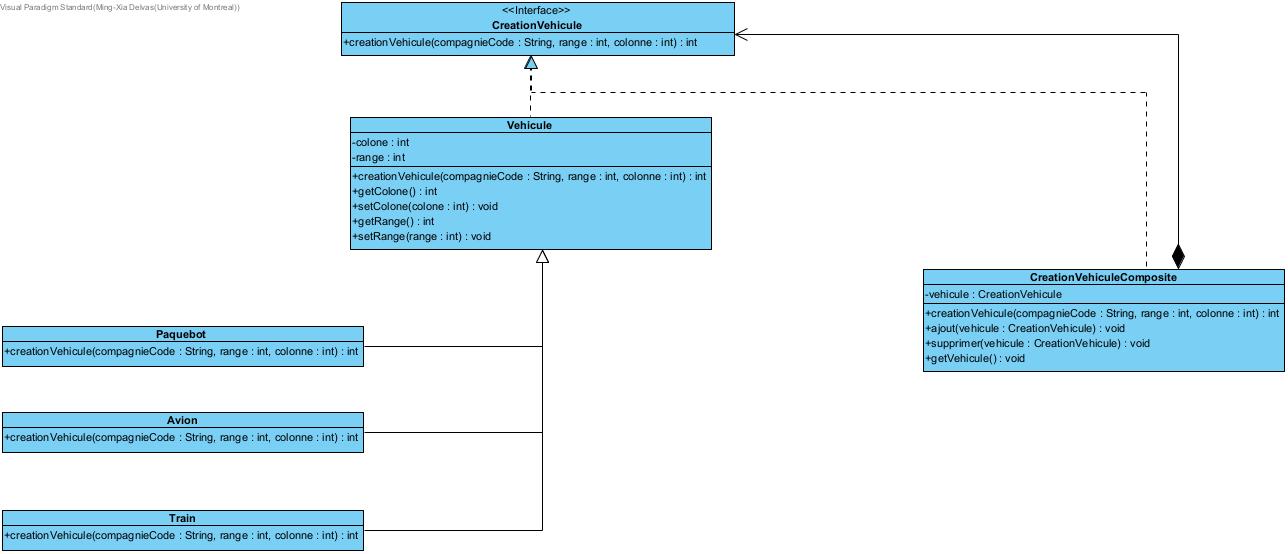 Visual Paradigm Standard(Ming-Xia Delvas(University of Montreal))
<<Interface>>
CreationVehicule
+creationVehicule(compagnieCode : String, range : int, colonne : int) : int
Vehicule
-colone : int
-range : int
+creationVehicule(compagnieCode : String, range : int, colonne : int) : int
+getColone() : int
+setColone(colone : int) : void
+getRange() : int
+setRange(range : int) : void
CreationVehiculeComposite
-vehicule : CreationVehicule
+creationVehicule(compagnieCode : String, range : int, colonne : int) : int
+ajout(vehicule : CreationVehicule) : void
+supprimer(vehicule : CreationVehicule) : void
+getVehicule() : void
Paquebot
+creationVehicule(compagnieCode : String, range : int, colonne : int) : int
Avion
+creationVehicule(compagnieCode : String, range : int, colonne : int) : int
Train
+creationVehicule(compagnieCode : String, range : int, colonne : int) : int